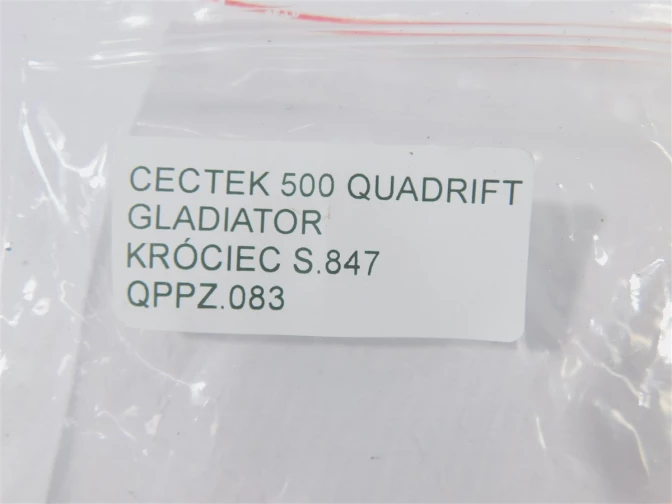 CECTEK 500 QUADRIFT
GLADIATOR
KRÓCIEC S.847
QPPZ.083